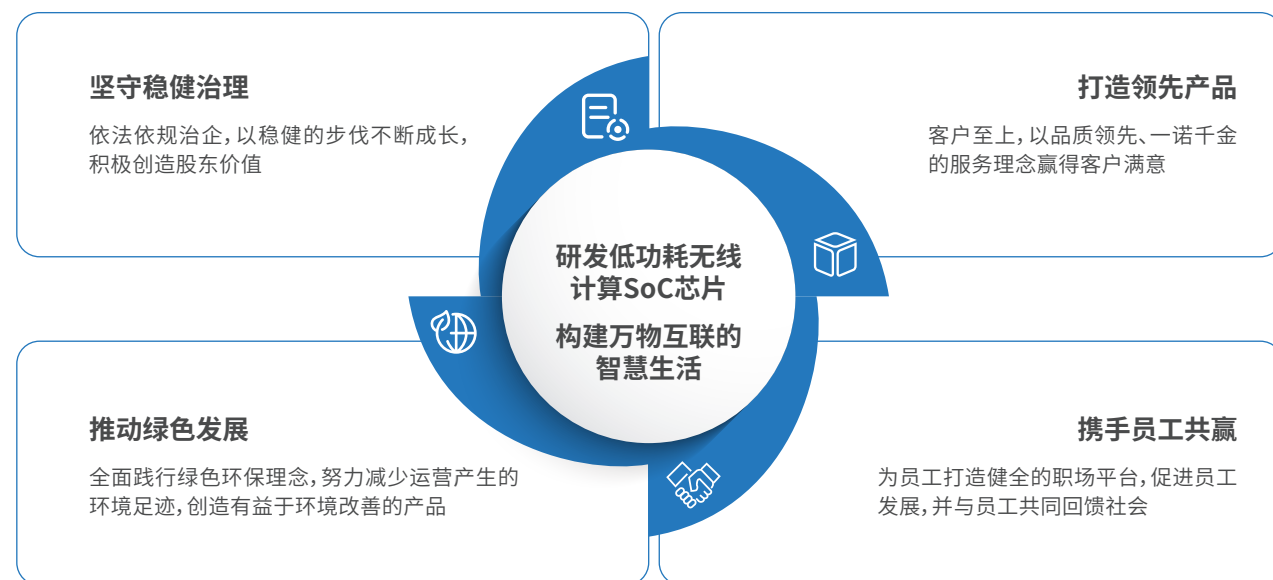 坚守稳健治理
依法依规治企，以稳健的步伐不断成长，
积极创造股东价值
打造领先产品
客户至上，以品质领先、一诺千金
的服务理念赢得客户满意
研发低功耗无线
计算SoC芯片
构建万物互联的
智慧生活
推动绿色发展
全面践行绿色环保理念，努力减少运营产生的
环境足迹，创造有益于环境改善的产品
携手员工共赢
为员工打造健全的职场平台，促进员工
发展，并与员工共同回馈社会